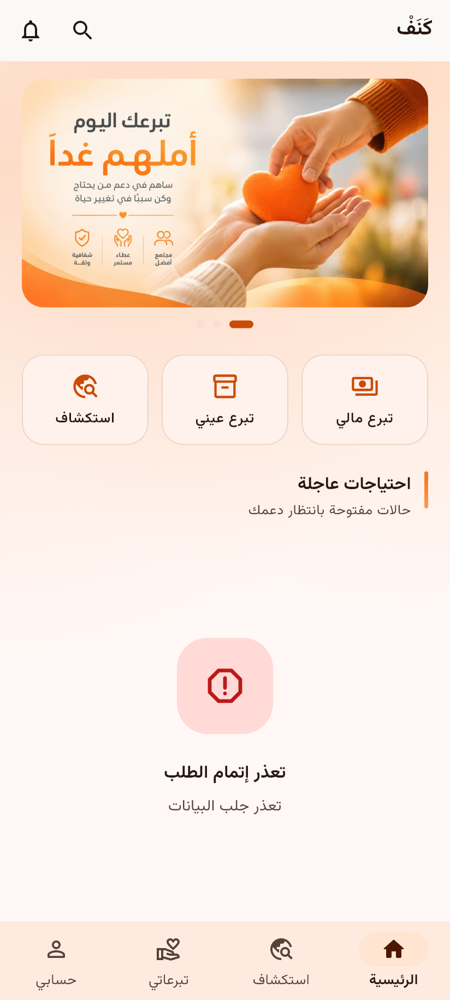 كَنَفْ
تبرعك اليوم
أملهم غداً
ساهم في دعم من يحتاج
وكن سببًا في تغيير حياة
مجتمع أفضل
عطاء مستمر
شفافية وثقـة
تبرع مالي
تبرع عيني
استكشاف
احتياجات عاجلة
حالات مفتوحة بانتظار دعمك
تعذر إتمام الطلب
تعذر جلب البيانات
الرئيسية
استكشاف
تبرعاتي
حسابي